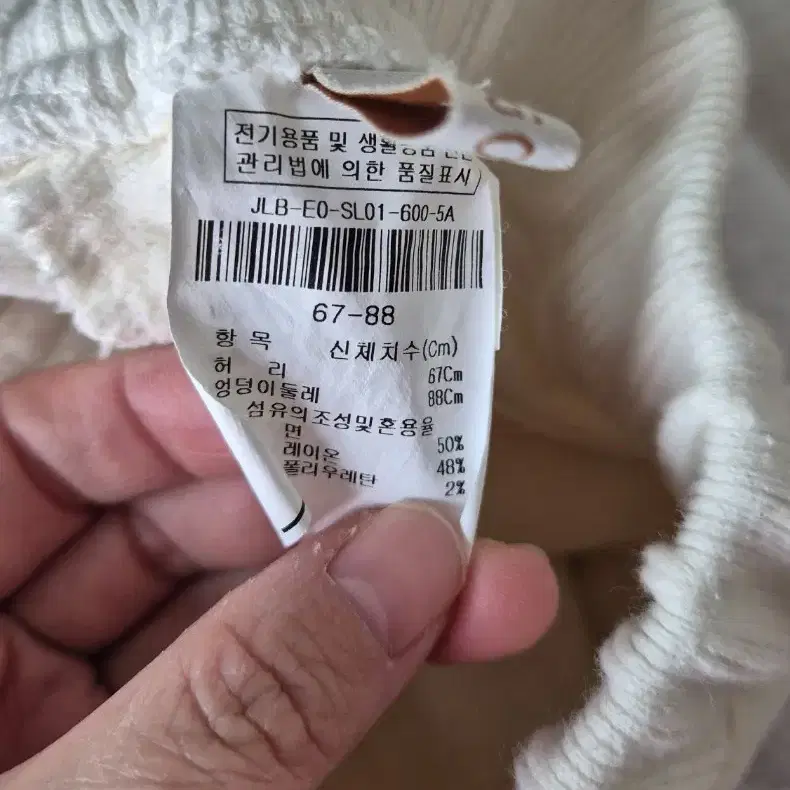 전기용품 및 생활용품 안전
관리법에 의한 품질표시
JLB-E0-SL01-600-5A
67-88
항 목 신체치수(Cm)
허 리 67Cm
엉덩이둘레 88Cm
섬유의조성및혼용율
면 50%
레이온 48%
폴리우레탄 2%